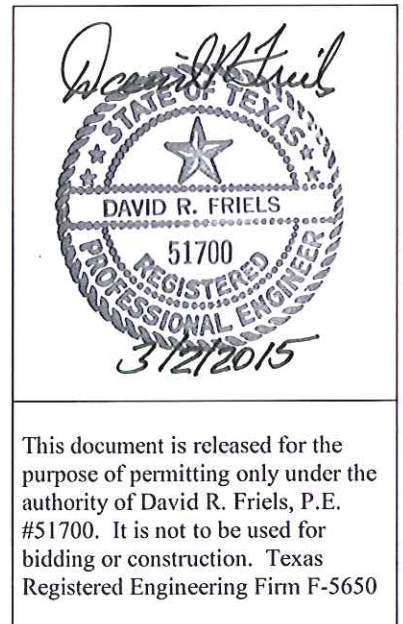 David R Friels
STATE OF TEXAS
DAVID R. FRIELS
51700
REGISTERED
PROFESSIONAL ENGINEER
3/2/2015
This document is released for the
purpose of permitting only under the
authority of David R. Friels, P.E.
#51700. It is not to be used for
bidding or construction. Texas
Registered Engineering Firm F-5650